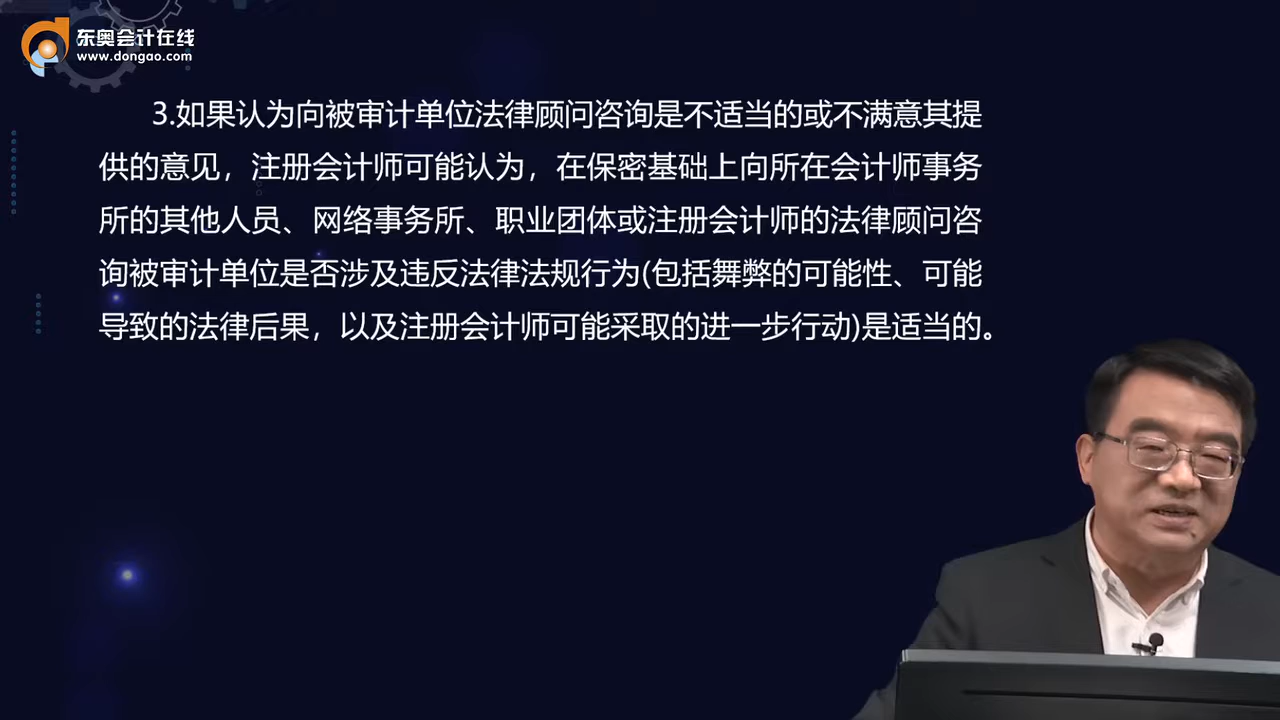 东奥会计在线
www.dongao.com
3.如果认为向被审计单位法律顾问咨询是不适当的或不满意其提
供的意见，注册会计师可能认为，在保密基础上向所在会计师事务
所的其他人员、网络事务所、职业团体或注册会计师的法律顾问咨
询被审计单位是否涉及违反法律法规行为(包括舞弊的可能性、可能
导致的法律后果，以及注册会计师可能采取的进一步行动)是适当的。